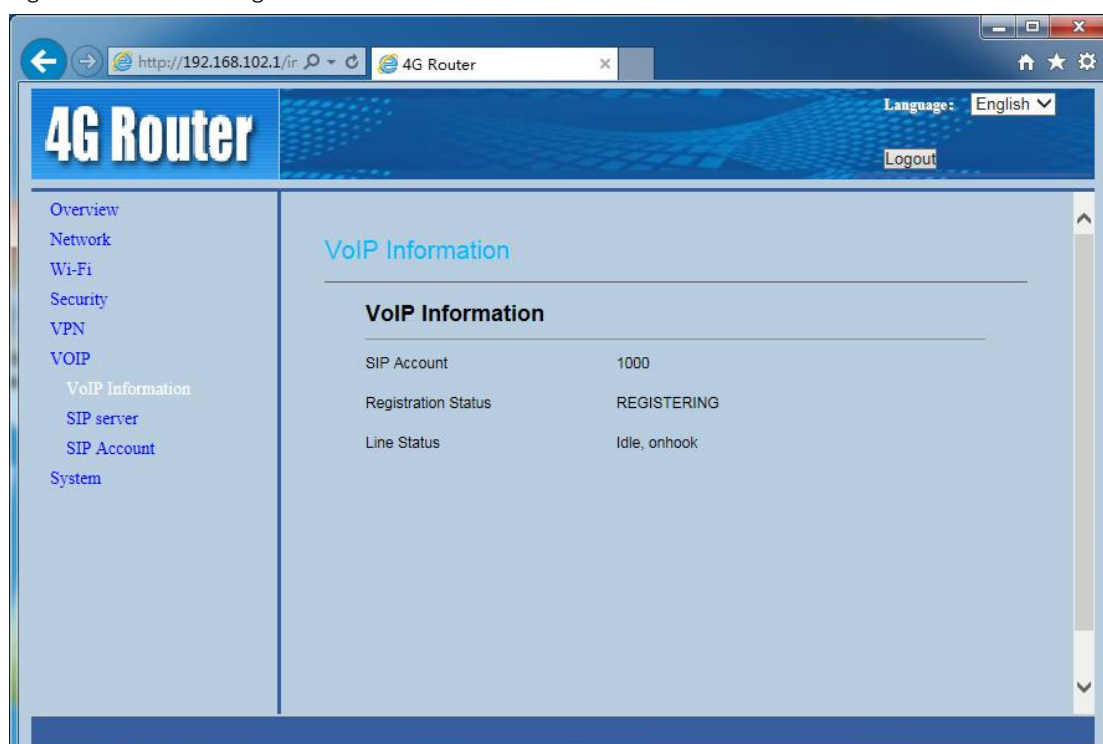 http://192.168.102.1/ir
4G Router
4G Router
Language: English
Logout
Overview
Network
Wi-Fi
Security
VPN
VOIP
VoIP Information
SIP server
SIP Account
System
VoIP Information
VoIP Information
SIP Account 1000
Registration Status REGISTERING
Line Status Idle, onhook